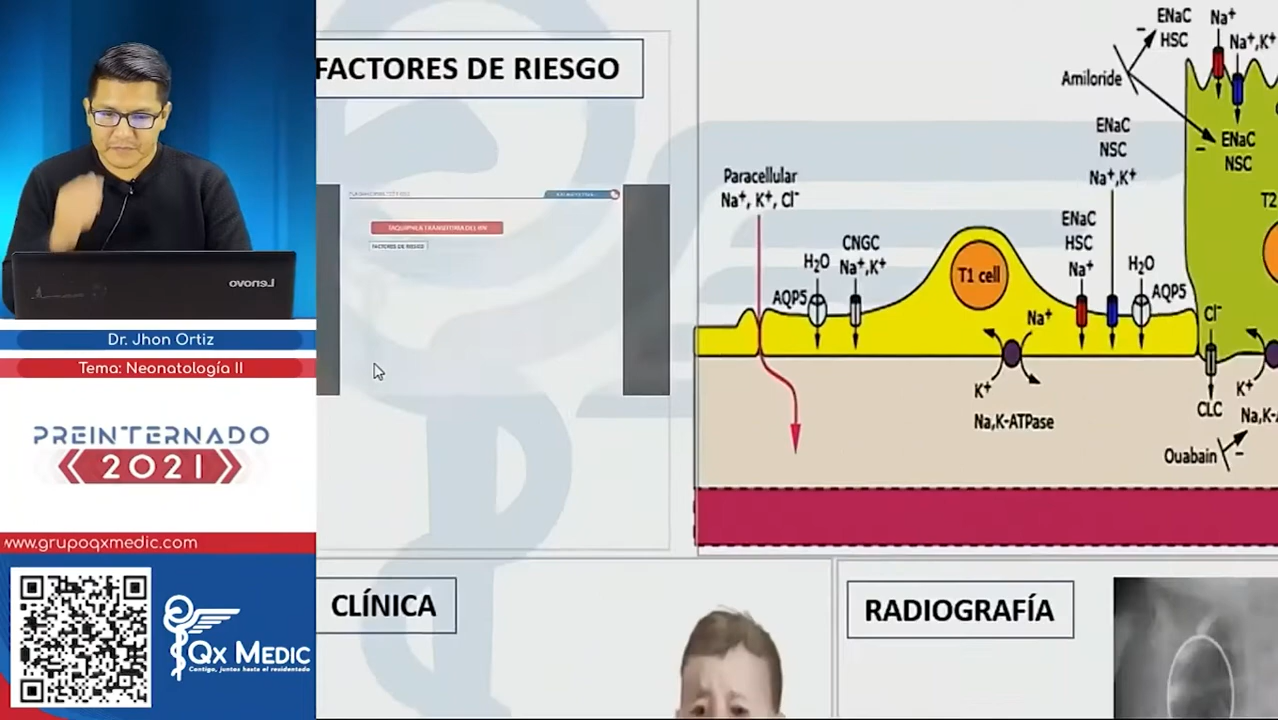 Lenovo
Dr. Jhon Ortiz
Tema: Neonatología II
PREINTERNADO
2021
www.grupoqxmedic.com
QX MEDIC
Contigo, juntos hasta el residentado
FACTORES DE RIESGO
TAQUIPNEA TRANSITORIA DEL RN
FACTORES DE RIESGO
Paracellular
Na⁺, K⁺, Cl⁻
H₂O
AQP5
CNGC
Na⁺,K⁺
T1 cell
Na⁺
K⁺
Na,K-ATPase
ENaC
HSC
Na⁺
ENaC
NSC
Na⁺,K⁺
H₂O
AQP5
Amiloride
–
–
ENaC
HSC
Na⁺
Na⁺,K⁺
ENaC
NSC
T2
Cl⁻
CLC
K⁺
Na,K-
Ouabain
–
CLÍNICA
RADIOGRAFÍA